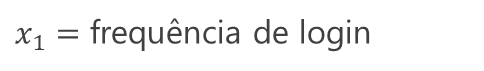 x₁ = frequência de login